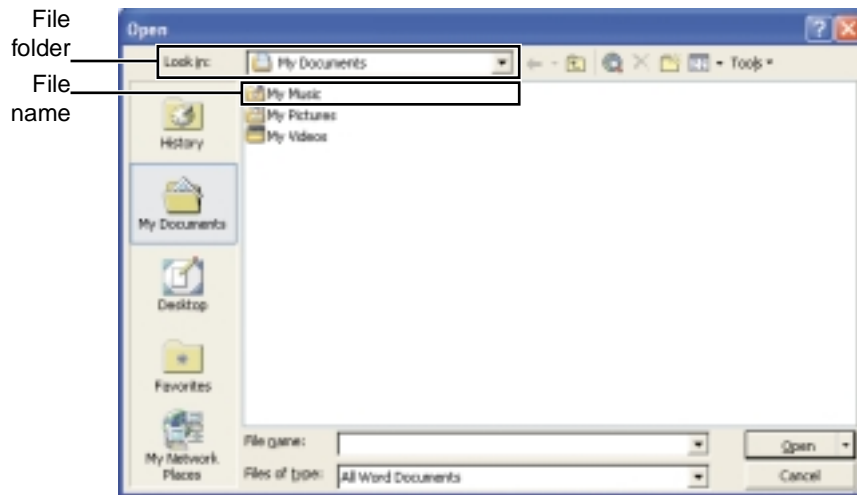 File
folder
File
name
Open
Look in:
My Documents
Tools
My Music
My Pictures
My Videos
History
My Documents
Desktop
Favorites
My Network
Places
File name:
Files of type:
All Word Documents
Open
Cancel